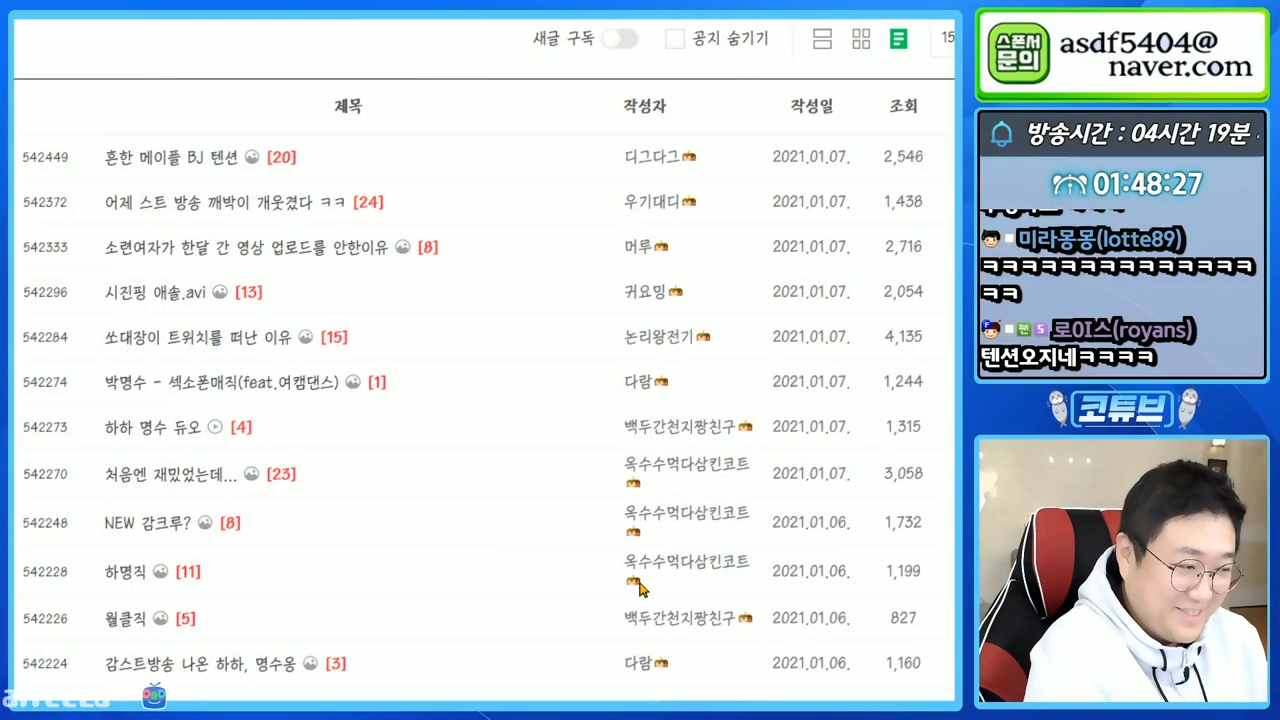 새글 구독 공지 숨기기 15
제목 작성자 작성일 조회
542449 흔한 메이플 BJ 텐션 [20] 디그다그 2021.01.07. 2,546
542372 어제 스트 방송 깨박이 개웃겼다 ㅋㅋ [24] 우기대디 2021.01.07. 1,438
542333 소련여자가 한달 간 영상 업로드를 안한이유 [8] 머루 2021.01.07. 2,716
542296 시진핑 애솔.avi [13] 귀요밍 2021.01.07. 2,054
542284 쏘대장이 트위치를 떠난 이유 [15] 논리왕전기 2021.01.07. 4,135
542274 박명수 - 섹소폰매직(feat.여캠댄스) [1] 다람 2021.01.07. 1,244
542273 하하 명수 듀오 [4] 백두간천지짱친구 2021.01.07. 1,315
542270 처음엔 재밌었는데... [23] 옥수수먹다삼킨코트 2021.01.07. 3,058
542248 NEW 감크루? [8] 옥수수먹다삼킨코트 2021.01.06. 1,732
542228 하명직 [11] 옥수수먹다삼킨코트 2021.01.06. 1,199
542226 월클직 [5] 백두간천지짱친구 2021.01.06. 827
542224 감스트방송 나온 하하, 명수옹 [3] 다람 2021.01.06. 1,160
스폰서
문의
asdf5404@
naver.com
방송시간 : 04시간 19분
01:48:27
미라몽몽(lotte89)
ㅋㅋㅋㅋㅋㅋㅋㅋㅋㅋㅋㅋㅋㅋ
ㅋㅋ
팬 S 로이스(royans)
텐션오지네ㅋㅋㅋㅋ
코튜브